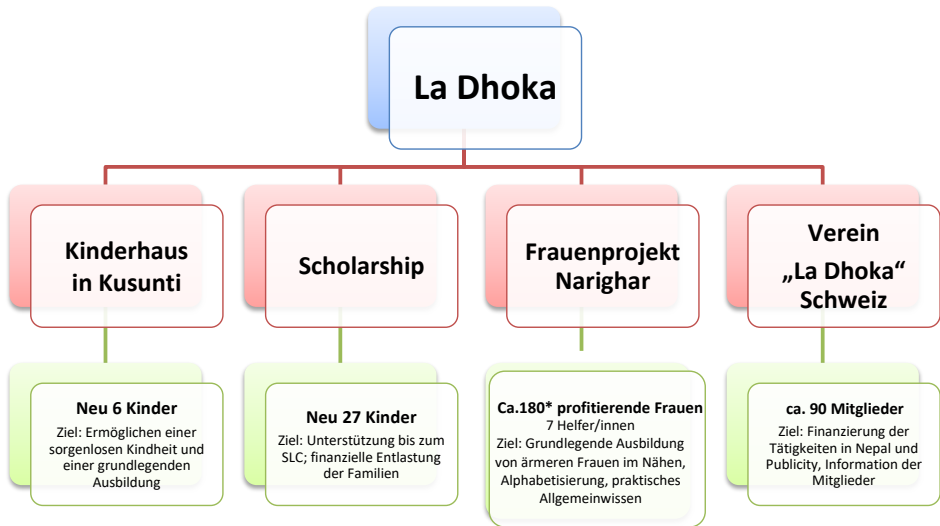 La Dhoka
Kinderhaus
in Kusunti
Scholarship
Frauenprojekt
Narighar
Verein
„La Dhoka“
Schweiz
Neu 6 Kinder
Ziel: Ermöglichen einer
sorgenlosen Kindheit und
einer grundlegenden
Ausbildung
Neu 27 Kinder
Ziel: Unterstützung bis zum
SLC; finanzielle Entlastung
der Familien
Ca.180* profitierende Frauen
7 Helfer/innen
Ziel: Grundlegende Ausbildung
von ärmeren Frauen im Nähen,
Alphabetisierung, praktisches
Allgemeinwissen
ca. 90 Mitglieder
Ziel: Finanzierung der
Tätigkeiten in Nepal und
Publicity, Information der
Mitglieder